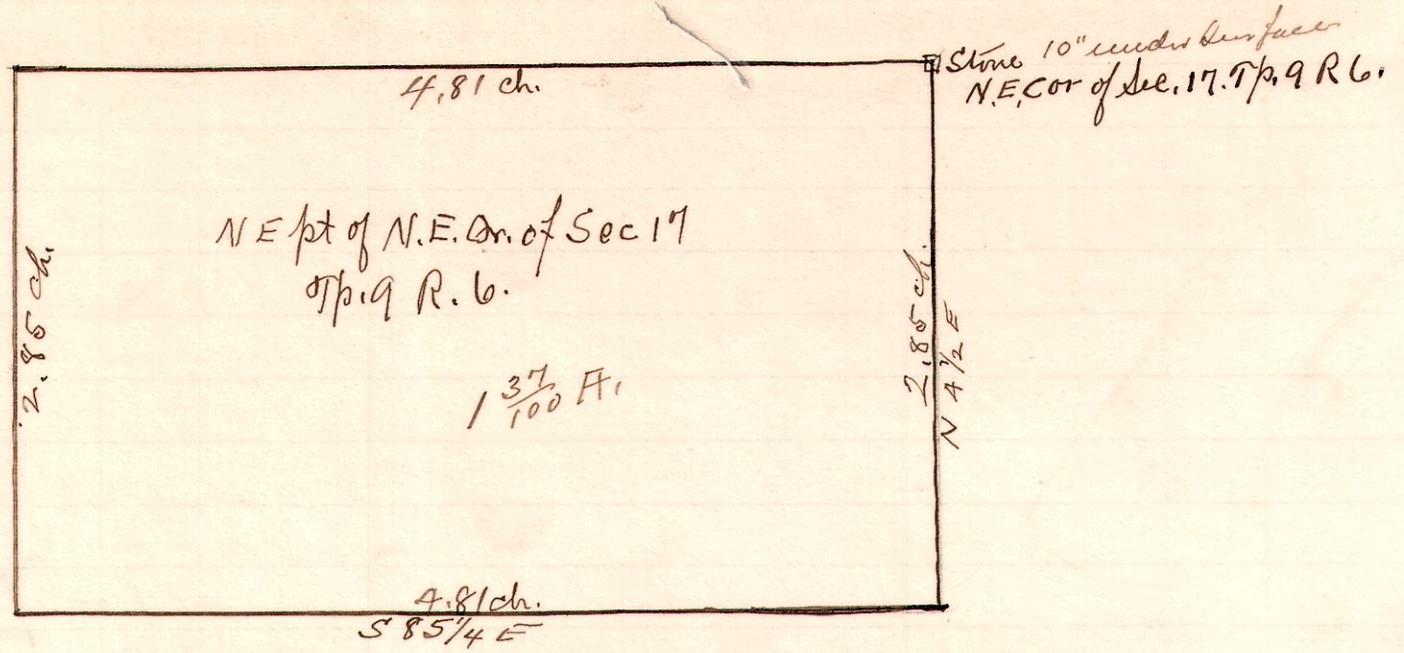 Stone 10" under Surface
N.E. Cor of Sec. 17. Tp. 9 R 6.
4.81 ch.
N E pt of N.E. Qr. of Sec 17
Tp. 9 R. 6.
2.85 ch.
2.85 ch.
N 4 1/2 E
1 37/100 A.
4.81 ch.
S 85 1/4 E